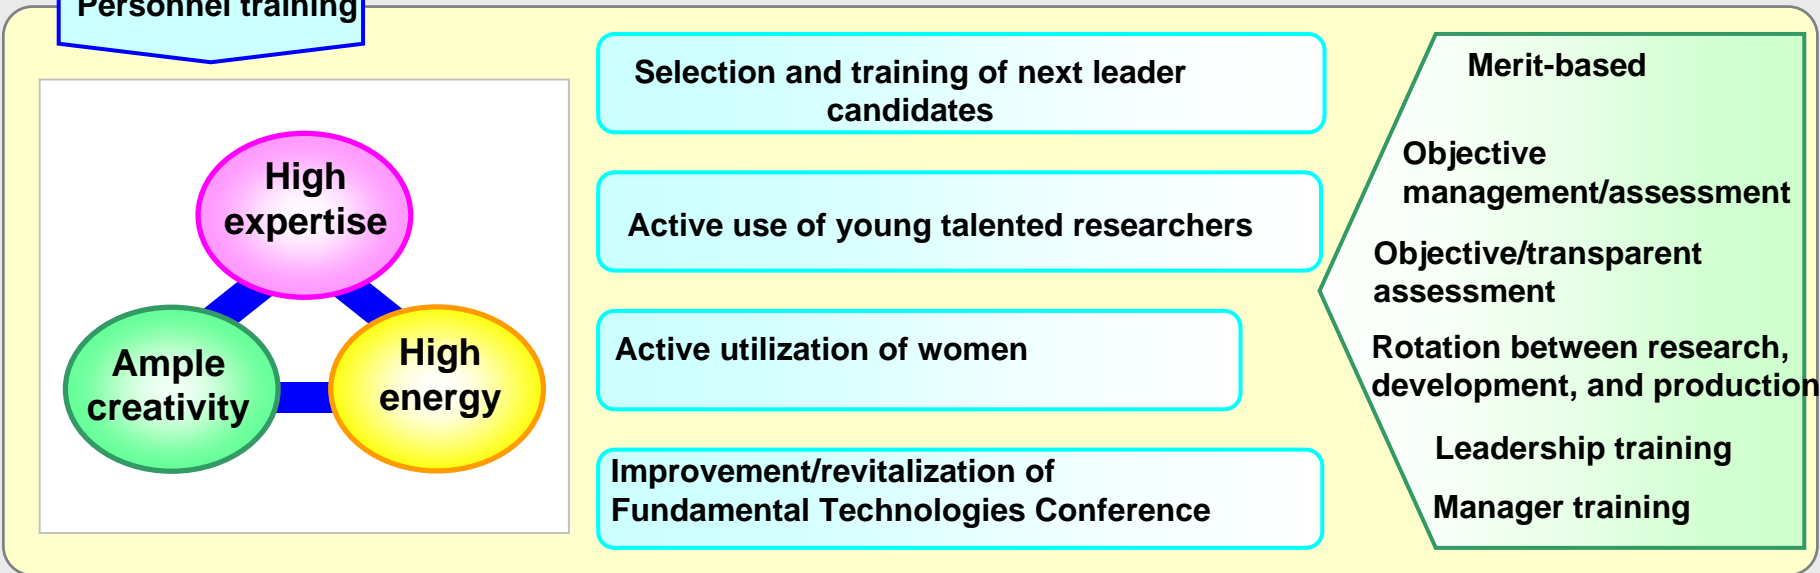 Personnel training
High
expertise
Ample
creativity
High
energy
Selection and training of next leader
candidates
Active use of young talented researchers
Active utilization of women
Improvement/revitalization of
Fundamental Technologies Conference
Merit-based
Objective
management/assessment
Objective/transparent
assessment
Rotation between research,
development, and production
Leadership training
Manager training